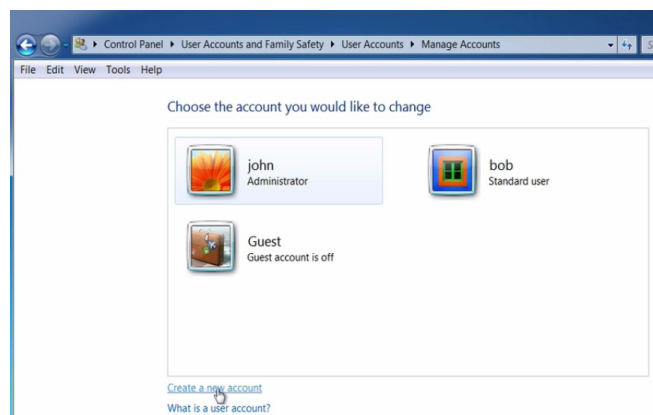 Control Panel ▸ User Accounts and Family Safety ▸ User Accounts ▸ Manage Accounts
File Edit View Tools Help
Choose the account you would like to change
john
Administrator
bob
Standard user
Guest
Guest account is off
Create a new account
What is a user account?